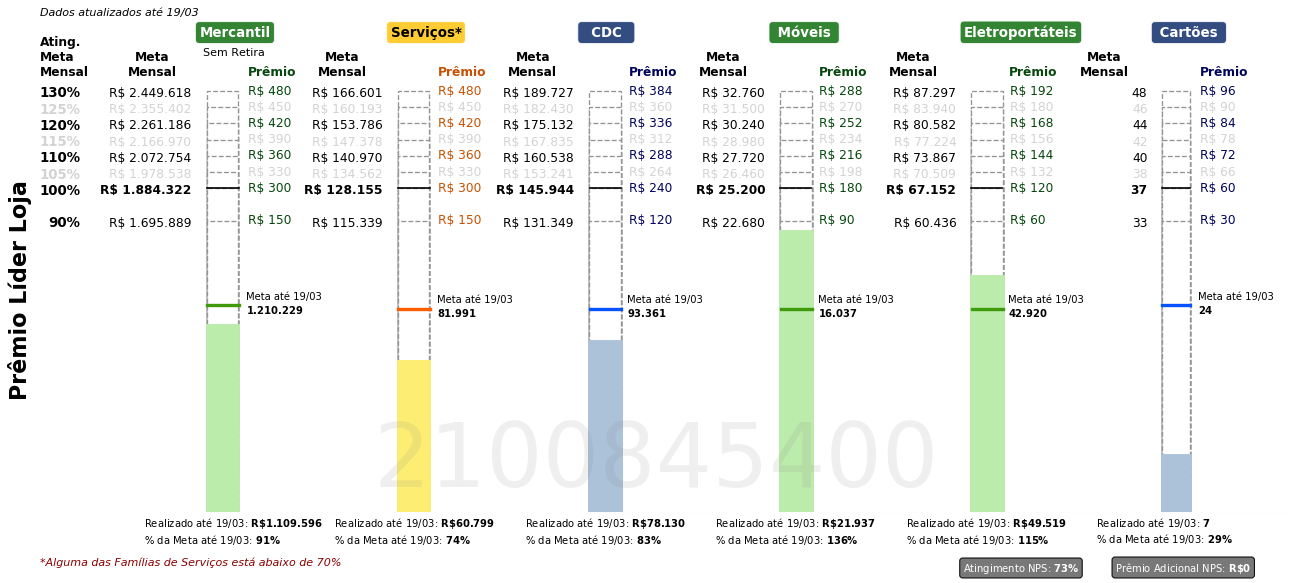 Dados atualizados até 19/03
Mercantil Serviços* CDC Móveis Eletroportáteis Cartões
Sem Retira
Ating. Meta Mensal
Meta Mensal Prêmio Meta Mensal Prêmio Meta Mensal Prêmio Meta Mensal Prêmio Meta Mensal Prêmio Meta Mensal Prêmio
130% R$ 2.449.618 R$ 480 R$ 166.601 R$ 480 R$ 189.727 R$ 384 R$ 32.760 R$ 288 R$ 87.297 R$ 192 48 R$ 96
125% R$ 2.355.402 R$ 450 R$ 160.193 R$ 450 R$ 182.430 R$ 360 R$ 31.500 R$ 270 R$ 83.940 R$ 180 46 R$ 90
120% R$ 2.261.186 R$ 420 R$ 153.786 R$ 420 R$ 175.132 R$ 336 R$ 30.240 R$ 252 R$ 80.582 R$ 168 44 R$ 84
115% R$ 2.166.970 R$ 390 R$ 147.378 R$ 390 R$ 167.835 R$ 312 R$ 28.980 R$ 234 R$ 77.224 R$ 156 42 R$ 78
110% R$ 2.072.754 R$ 360 R$ 140.970 R$ 360 R$ 160.538 R$ 288 R$ 27.720 R$ 216 R$ 73.867 R$ 144 40 R$ 72
105% R$ 1.978.538 R$ 330 R$ 134.562 R$ 330 R$ 153.241 R$ 264 R$ 26.460 R$ 198 R$ 70.509 R$ 132 38 R$ 66
100% R$ 1.884.322 R$ 300 R$ 128.155 R$ 300 R$ 145.944 R$ 240 R$ 25.200 R$ 180 R$ 67.152 R$ 120 37 R$ 60
90% R$ 1.695.889 R$ 150 R$ 115.339 R$ 150 R$ 131.349 R$ 120 R$ 22.680 R$ 90 R$ 60.436 R$ 60 33 R$ 30
Prêmio Líder Loja
Meta até 19/03 Meta até 19/03 Meta até 19/03 Meta até 19/03 Meta até 19/03 Meta até 19/03
1.210.229 81.991 93.361 16.037 42.920 24
2100845400
Realizado até 19/03: R$1.109.596 Realizado até 19/03: R$60.799 Realizado até 19/03: R$78.130 Realizado até 19/03: R$21.937 Realizado até 19/03: R$49.519 Realizado até 19/03: 7
% da Meta até 19/03: 91% % da Meta até 19/03: 74% % da Meta até 19/03: 83% % da Meta até 19/03: 136% % da Meta até 19/03: 115% % da Meta até 19/03: 29%
*Alguma das Famílias de Serviços está abaixo de 70% Atingimento NPS: 73% Prêmio Adicional NPS: R$0